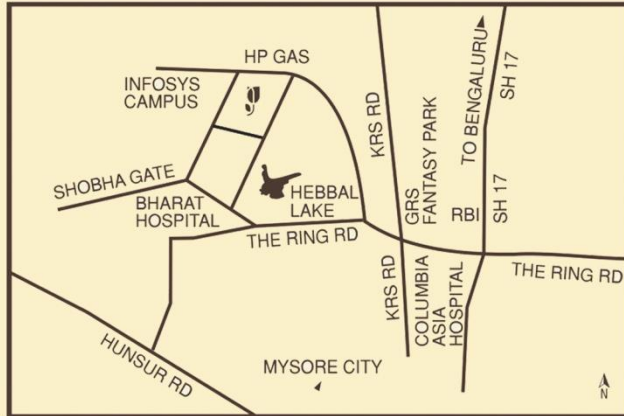 HP GAS
INFOSYS
CAMPUS
KRS RD
GRS
FANTASY PARK
TO BENGALURU
SH 17
SHOBHA GATE
BHARAT
HOSPITAL
HEBBAL
LAKE
RBI
SH 17
THE RING RD
KRS RD
COLUMBIA
ASIA
HOSPITAL
THE RING RD
HUNSUR RD
MYSORE CITY
N